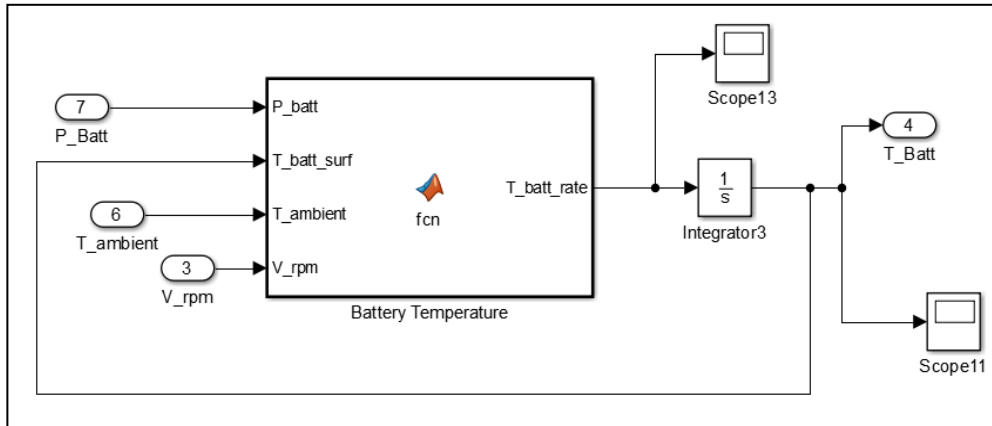 Scope13
7
P_Batt
P_batt
T_batt_surf
6
T_ambient
T_ambient
3
V_rpm
V_rpm
fcn
T_batt_rate
Battery Temperature
1
s
Integrator3
4
T_Batt
Scope11